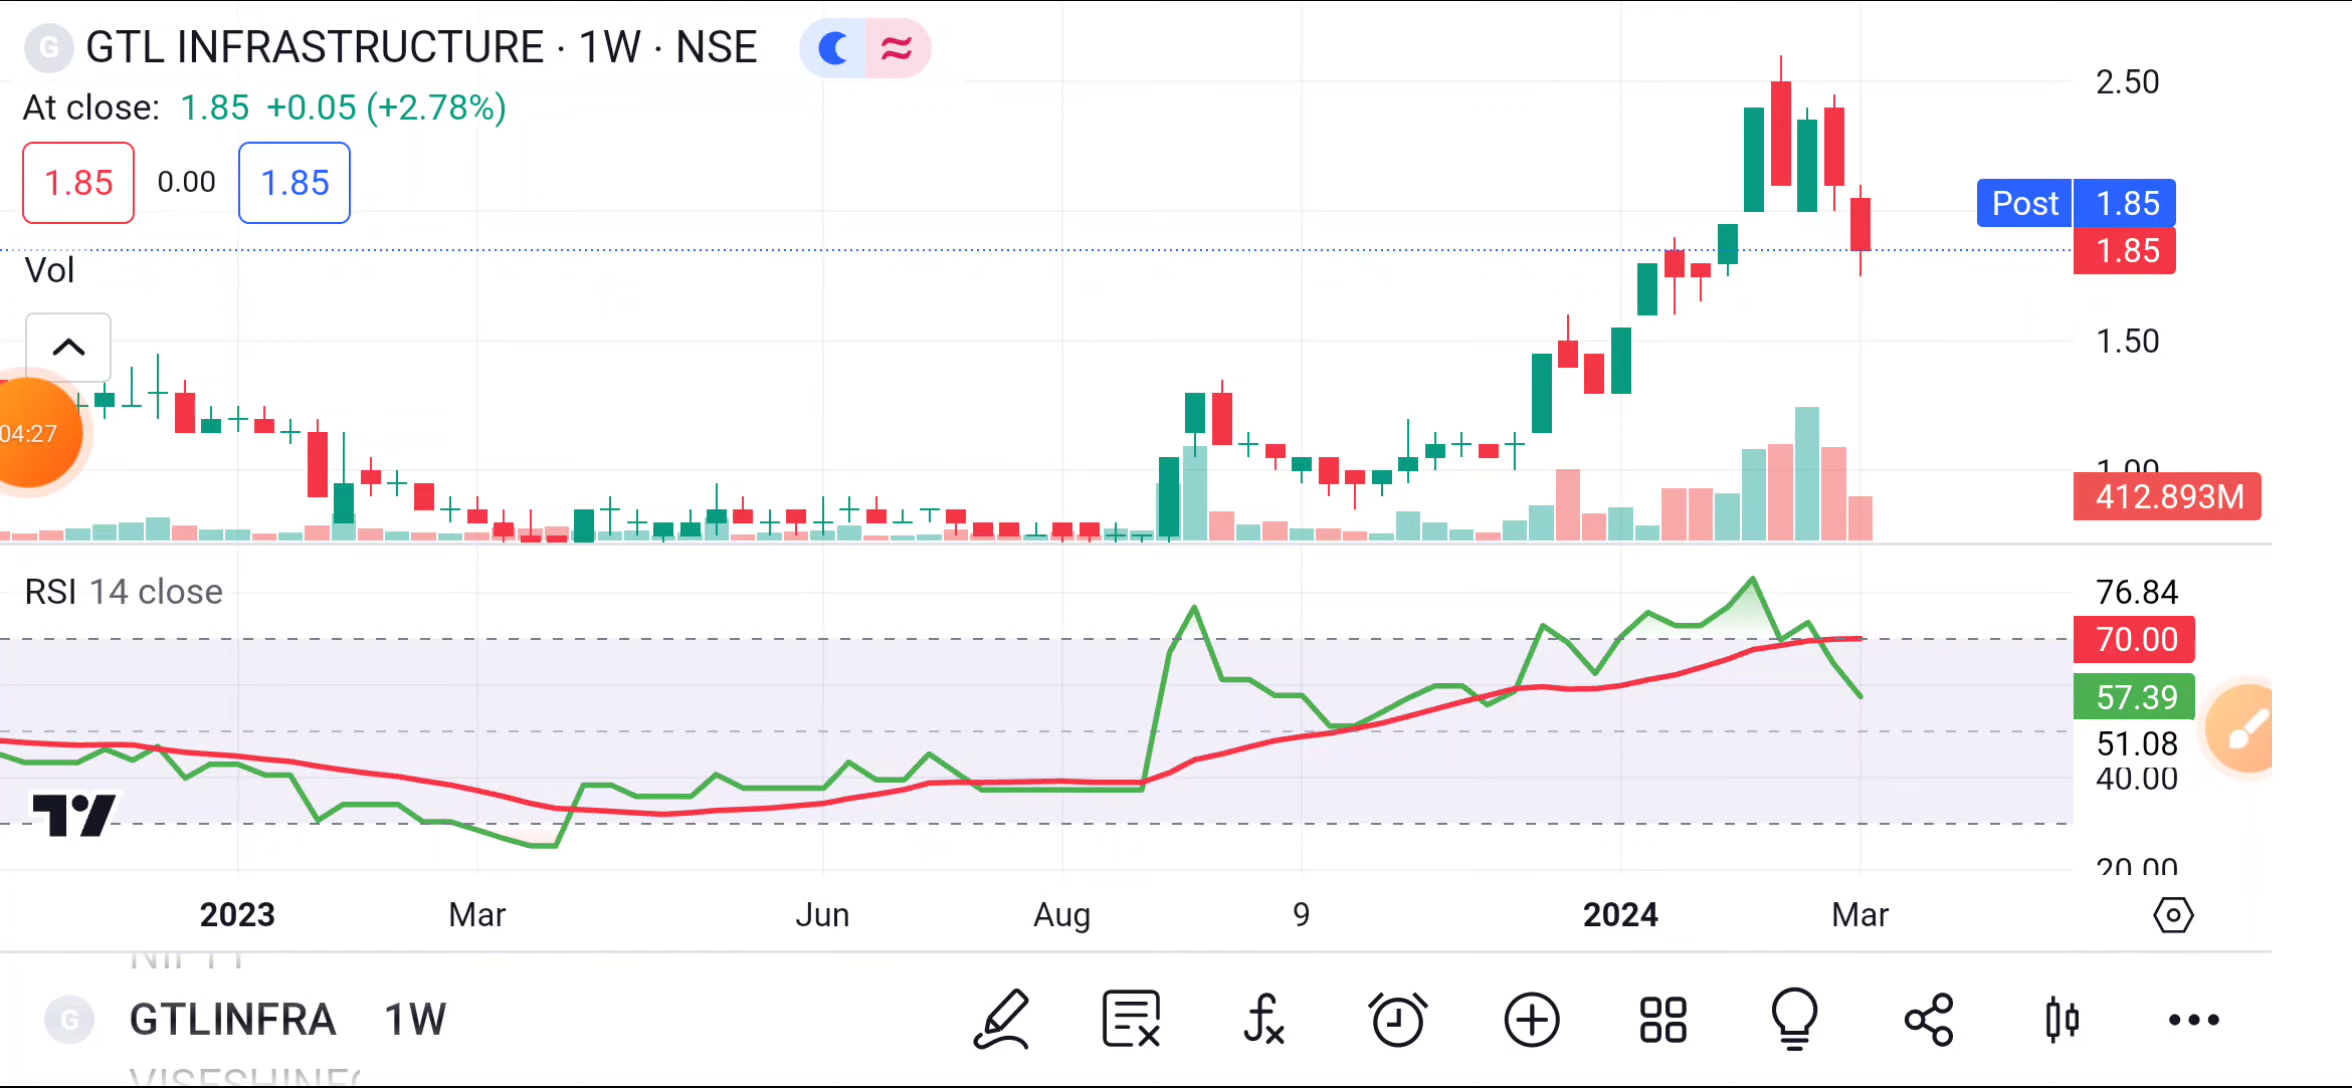 G GTL INFRASTRUCTURE · 1W · NSE
At close: 1.85 +0.05 (+2.78%)
1.85 0.00 1.85
Vol
04:27
2.50
Post 1.85
1.85
1.50
1.00
412.893M
RSI 14 close
76.84
70.00
57.39
51.08
40.00
20.00
2023 Mar Jun Aug 9 2024 Mar
NIFTY
G GTLINFRA 1W